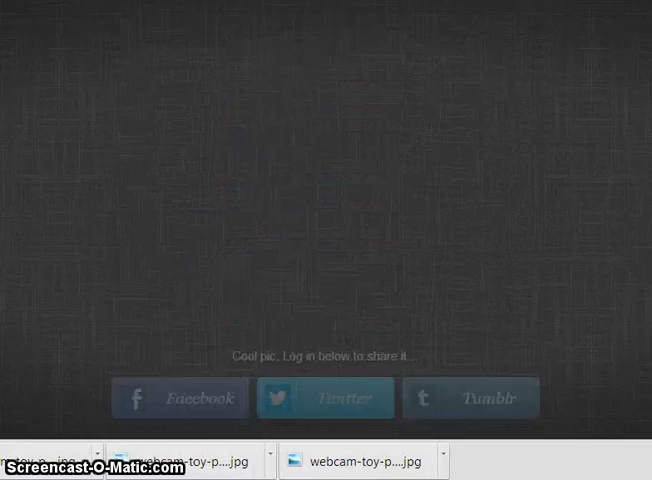 Cool pic. Log in below to share it...
Facebook Twitter Tumblr
webcam-toy-p....jpg webcam-toy-p....jpg
Screencast-O-Matic.com